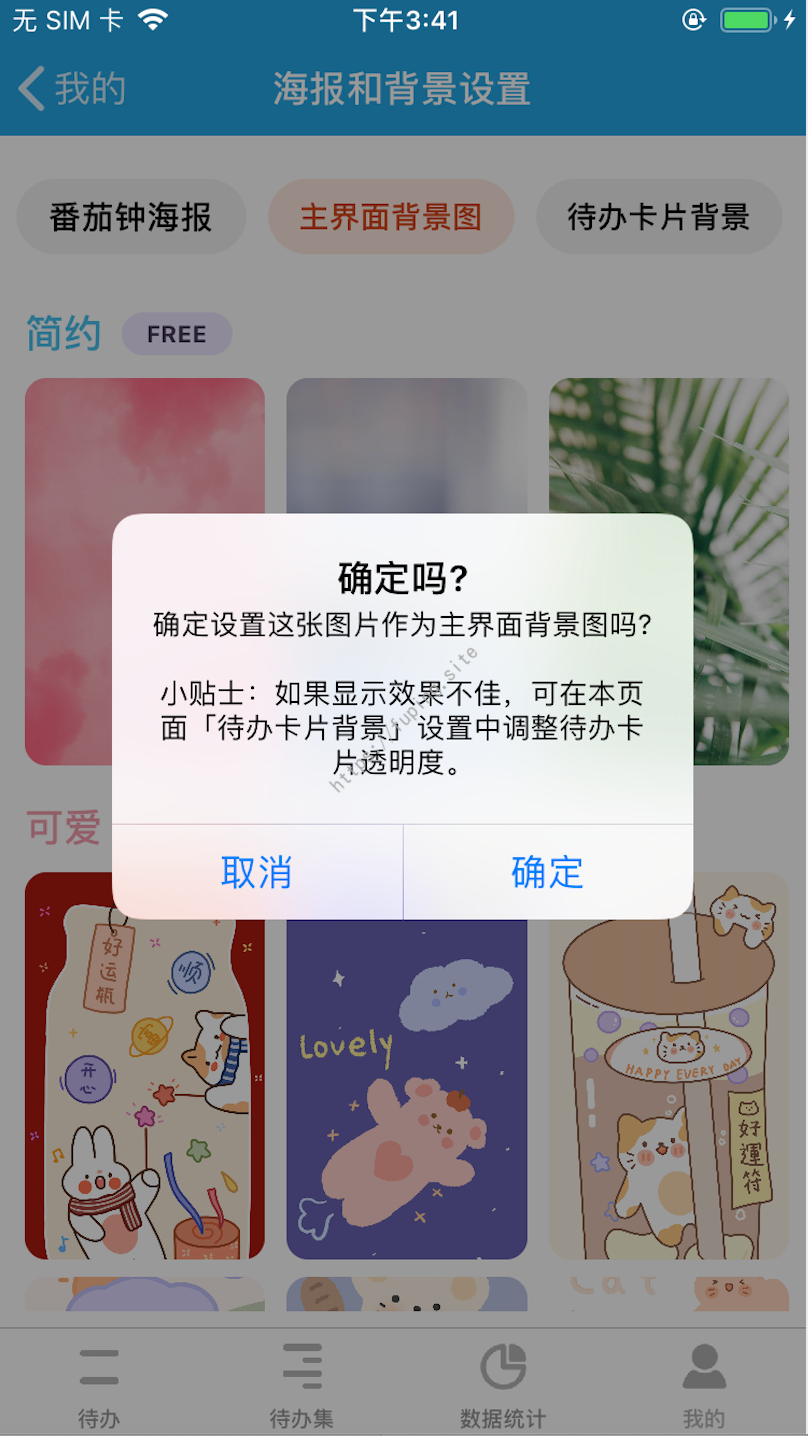 无 SIM 卡
下午3:41
我的
海报和背景设置
番茄钟海报
主界面背景图
待办卡片背景
简约
FREE
确定吗?
确定设置这张图片作为主界面背景图吗?
小贴士：如果显示效果不佳，可在本页
面「待办卡片背景」设置中调整待办卡
片透明度。
取消
确定
可爱
好运瓶
顺
开心
Lovely
HAPPY EVERY DAY
好運符
Cat
待办
待办集
数据统计
我的